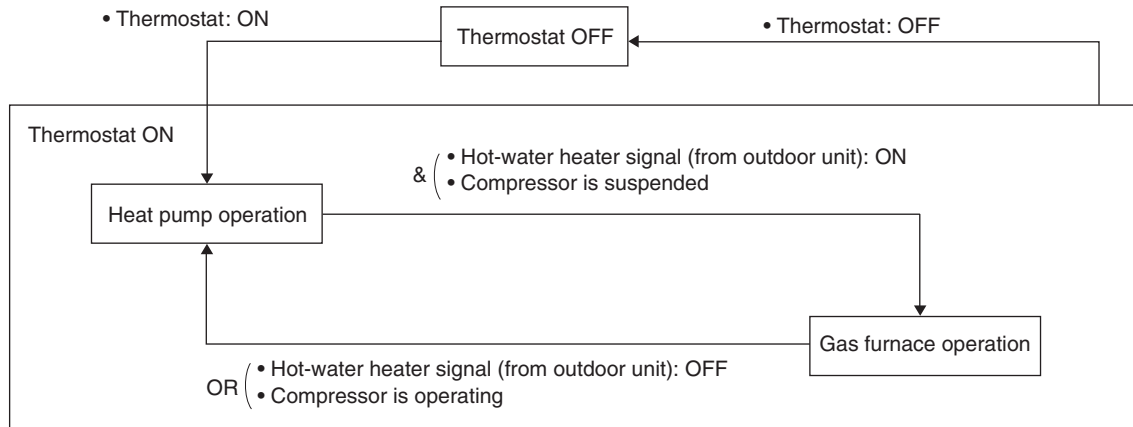 • Thermostat: ON
Thermostat OFF
• Thermostat: OFF
Thermostat ON
& • Hot-water heater signal (from outdoor unit): ON
• Compressor is suspended
Heat pump operation
Gas furnace operation
• Hot-water heater signal (from outdoor unit): OFF
OR • Compressor is operating